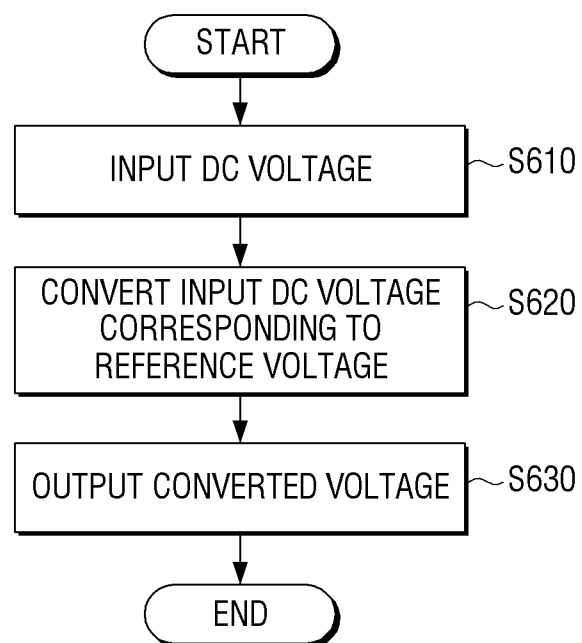 START
INPUT DC VOLTAGE
S610
CONVERT INPUT DC VOLTAGE
CORRESPONDING TO
REFERENCE VOLTAGE
S620
OUTPUT CONVERTED VOLTAGE
S630
END